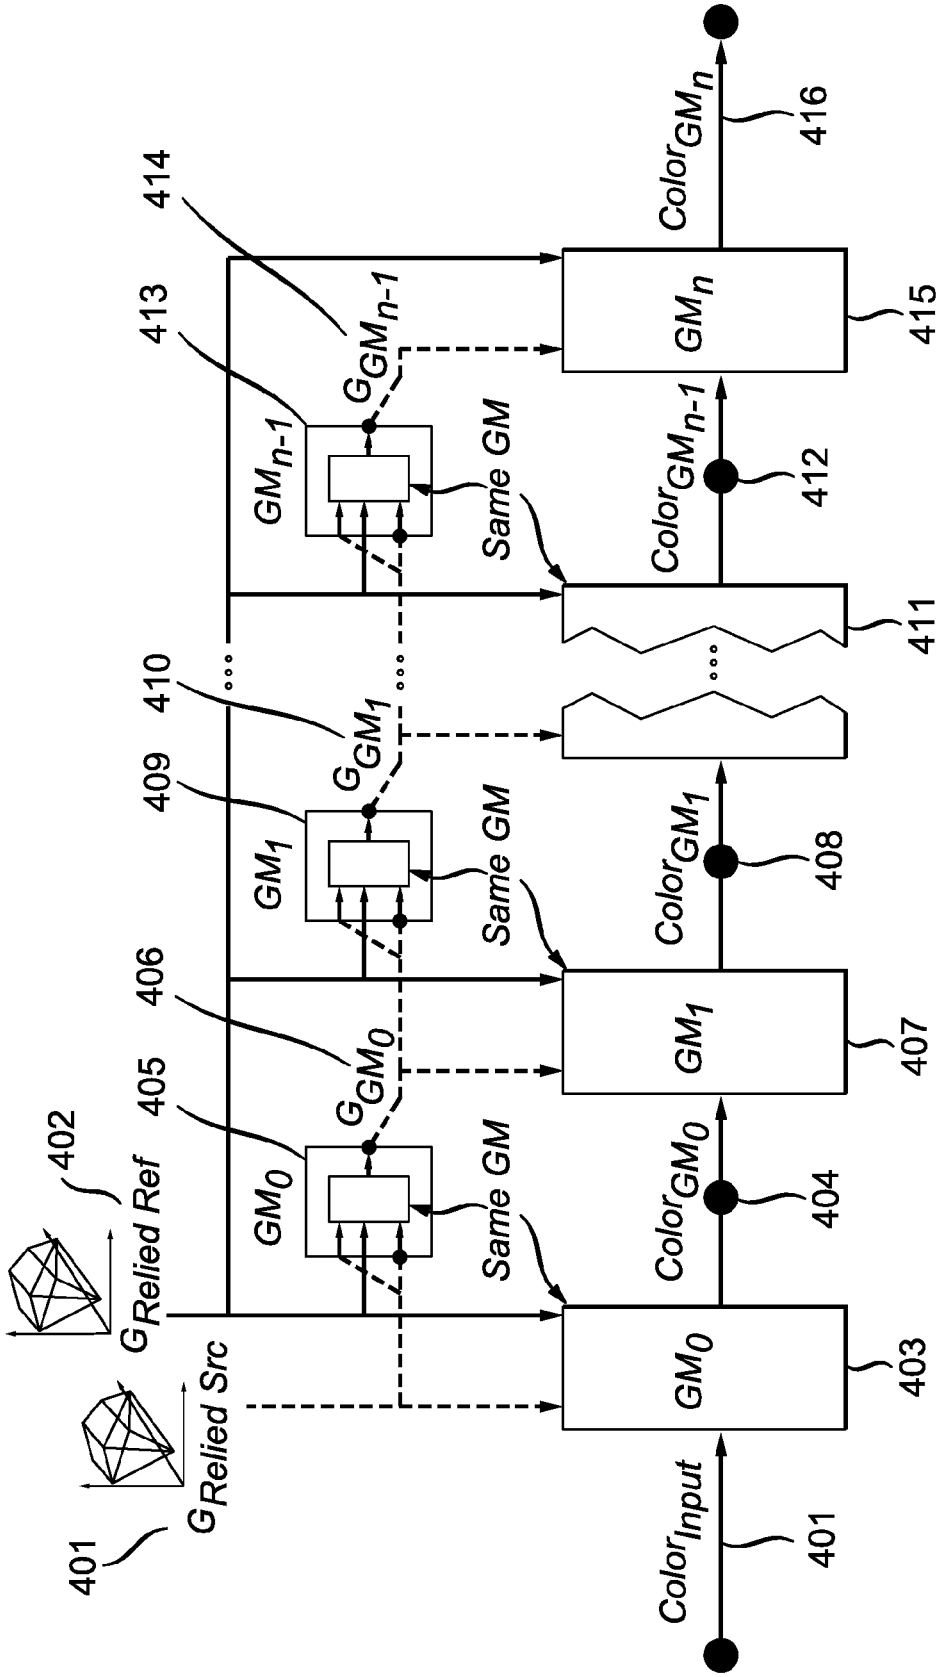 401
G_Relied Src
402
G_Relied Ref
405
406
409
410
413
414
GM_0
G_GM_0
GM_1
G_GM_1
GM_n-1
G_GM_n-1
Same GM
Same GM
Same GM
Color_Input
GM_0
Color_GM_0
GM_1
Color_GM_1
Color_GM_n-1
GM_n
Color_GM_n
401
403
404
407
408
411
412
415
416